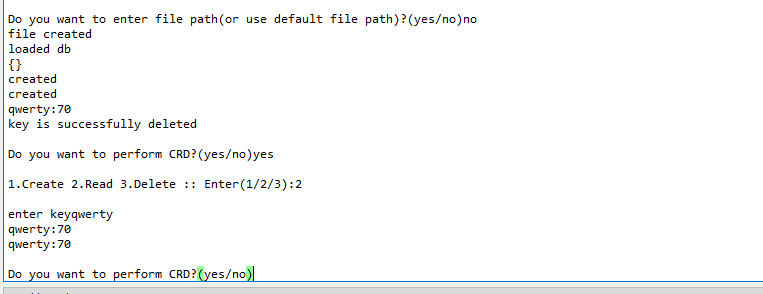 Do you want to enter file path(or use default file path)?(yes/no)no
file created
loaded db
{}
created
created
qwerty:70
key is successfully deleted
Do you want to perform CRD?(yes/no)yes
1.Create 2.Read 3.Delete :: Enter(1/2/3):2
enter keyqwerty
qwerty:70
qwerty:70
Do you want to perform CRD?(yes/no)